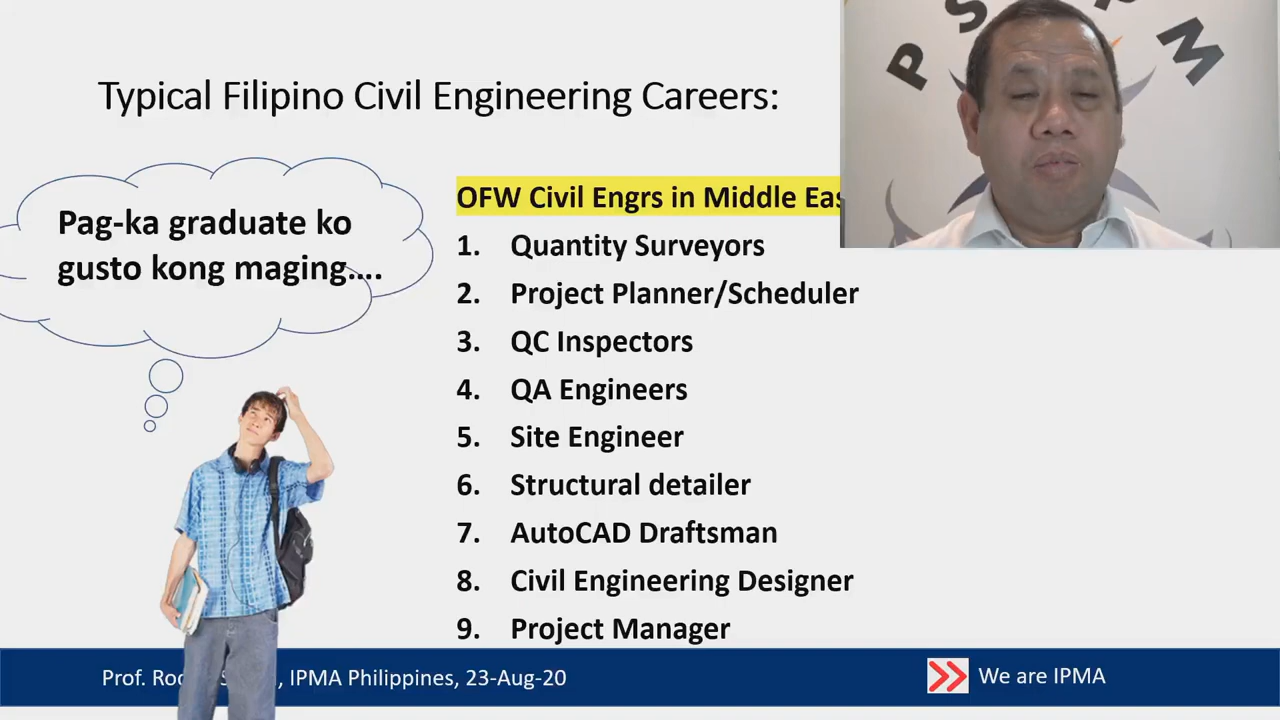 Typical Filipino Civil Engineering Careers:
Pag-ka graduate ko
gusto kong maging....
OFW Civil Engrs in Middle
1. Quantity Surveyors
2. Project Planner/Scheduler
3. QC Inspectors
4. QA Engineers
5. Site Engineer
6. Structural detailer
7. AutoCAD Draftsman
8. Civil Engineering Designer
9. Project Manager
Prof. , IPMA Philippines, 23-Aug-20
We are IPMA